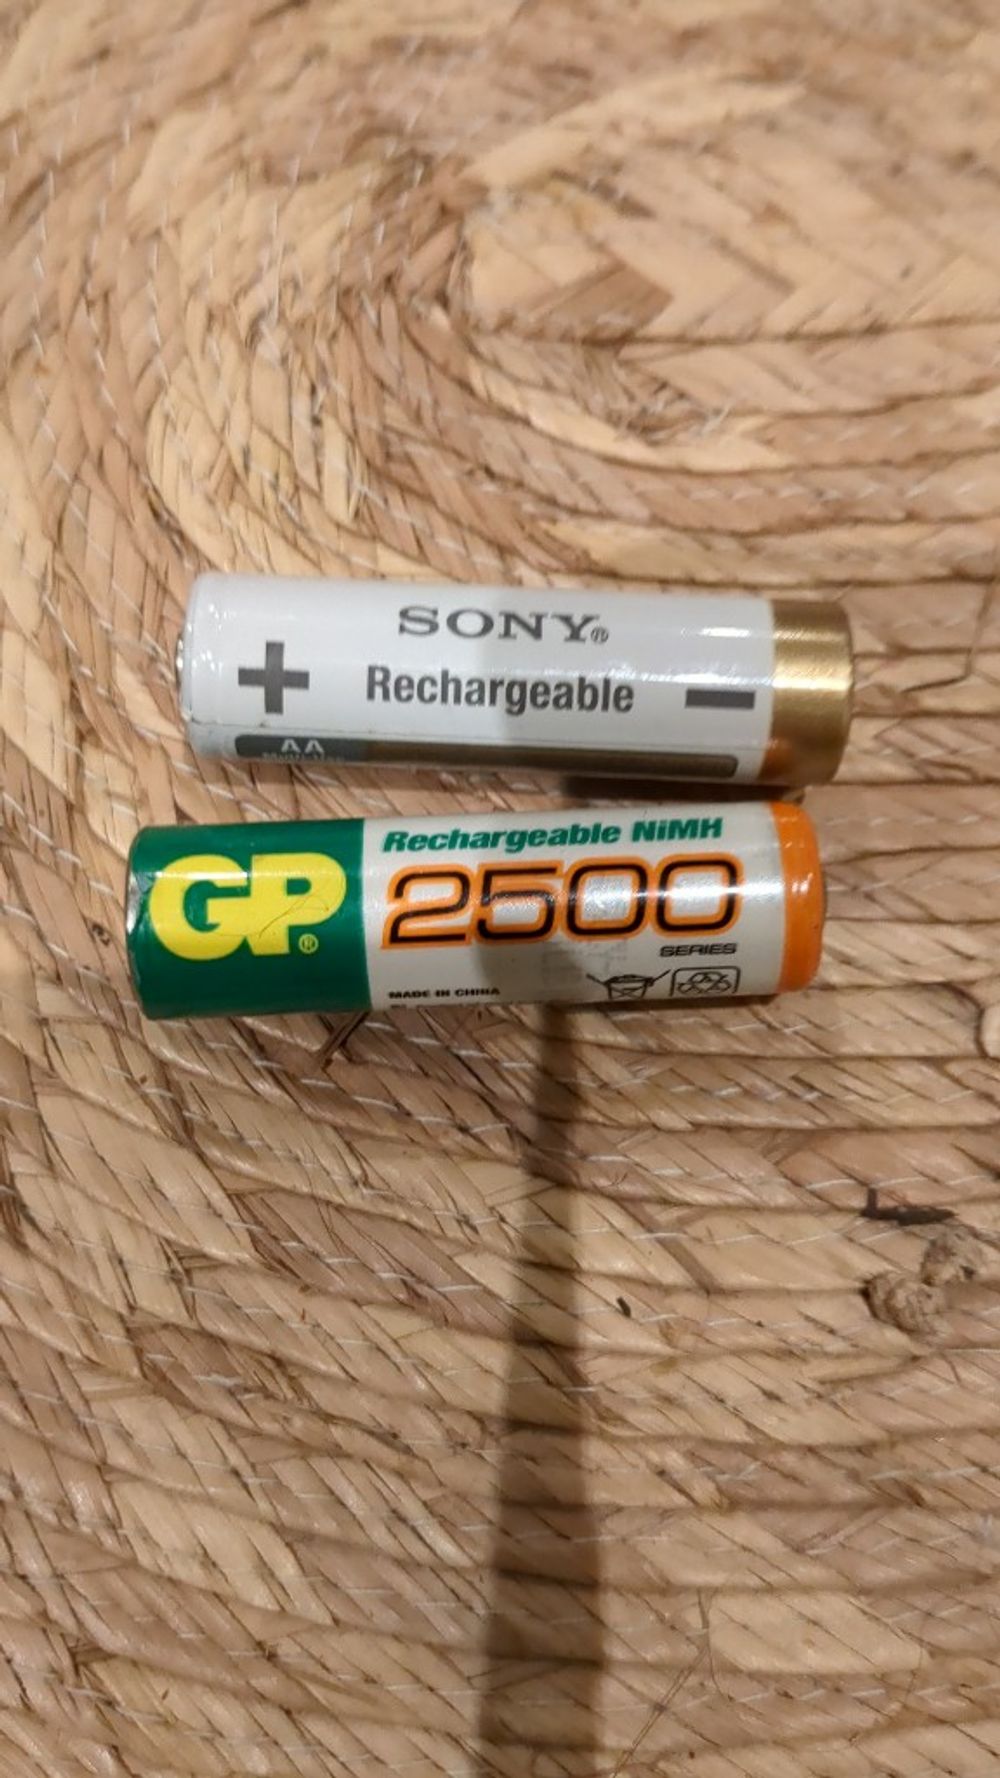 SONY®
+ Rechargeable −
AA
GP®
Rechargeable NiMH
2500
SERIES
MADE IN CHINA